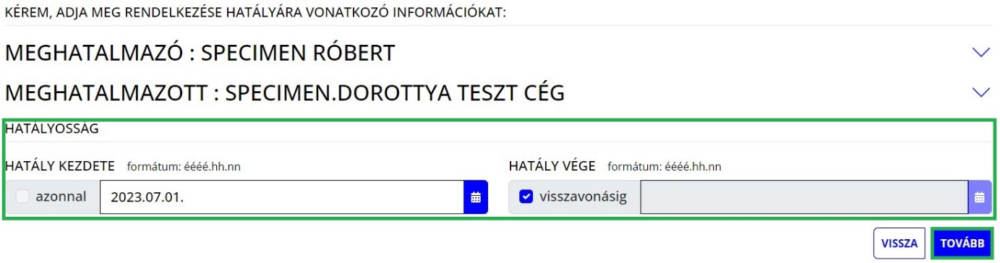 KÉREM, ADJA MEG RENDELKEZÉSE HATÁLYÁRA VONATKOZÓ INFORMÁCIÓKAT:
MEGHATALMAZÓ : SPECIMEN RÓBERT
MEGHATALMAZOTT : SPECIMEN.DOROTTYA TESZT CÉG
HATÁLYOSSÁG
HATÁLY KEZDETE formátum: éééé.hh.nn HATÁLY VÉGE formátum: éééé.hh.nn
azonnal 2023.07.01. visszavonásig
VISSZA TOVÁBB